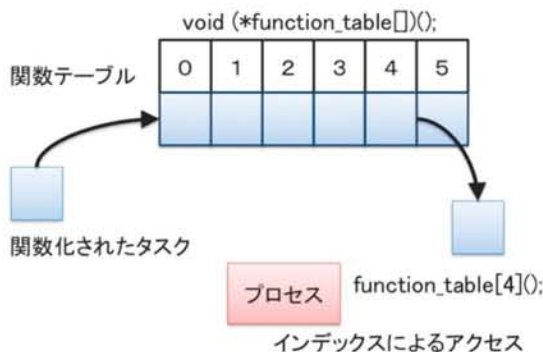 void (*function_table[])();
関数テーブル
0 1 2 3 4 5
関数化されたタスク
プロセス
function_table[4]();
インデックスによるアクセス